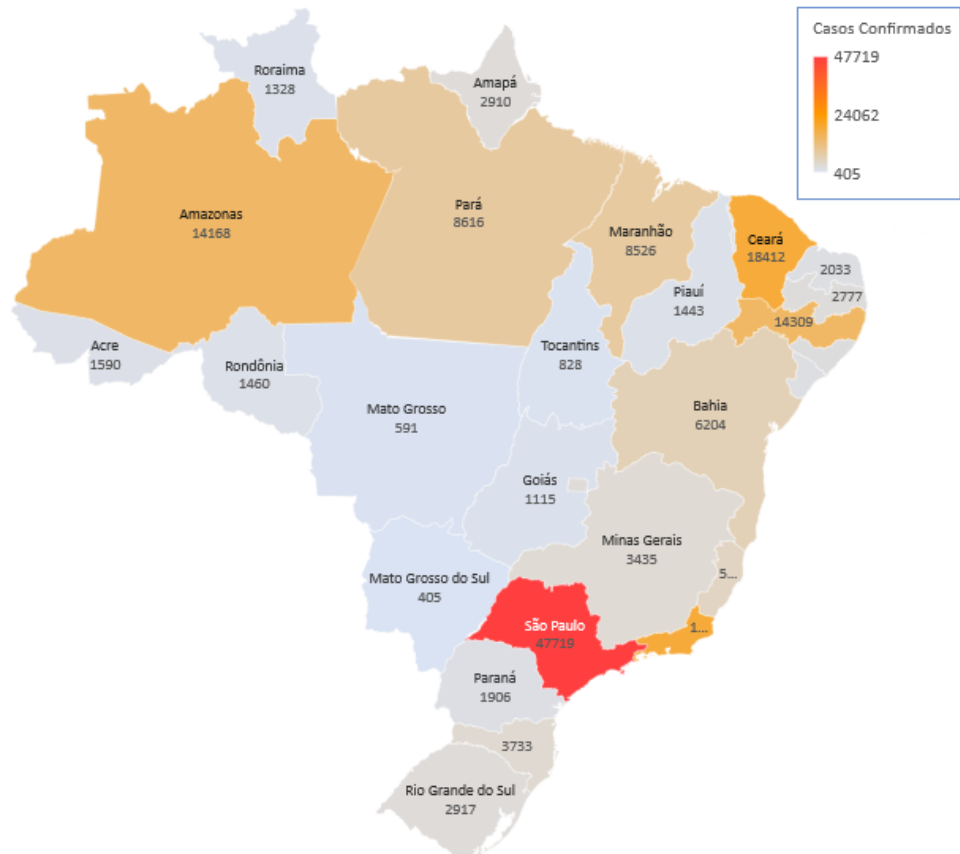 Casos Confirmados
47719
24062
405
Roraima
1328
Amapá
2910
Amazonas
14168
Pará
8616
Maranhão
8526
Ceará
18412
2033
2777
Piauí
1443
14309
Acre
1590
Rondônia
1460
Tocantins
828
Mato Grosso
591
Bahia
6204
Goiás
1115
Minas Gerais
3435
5...
Mato Grosso do Sul
405
São Paulo
47719
1...
Paraná
1906
3733
Rio Grande do Sul
2917